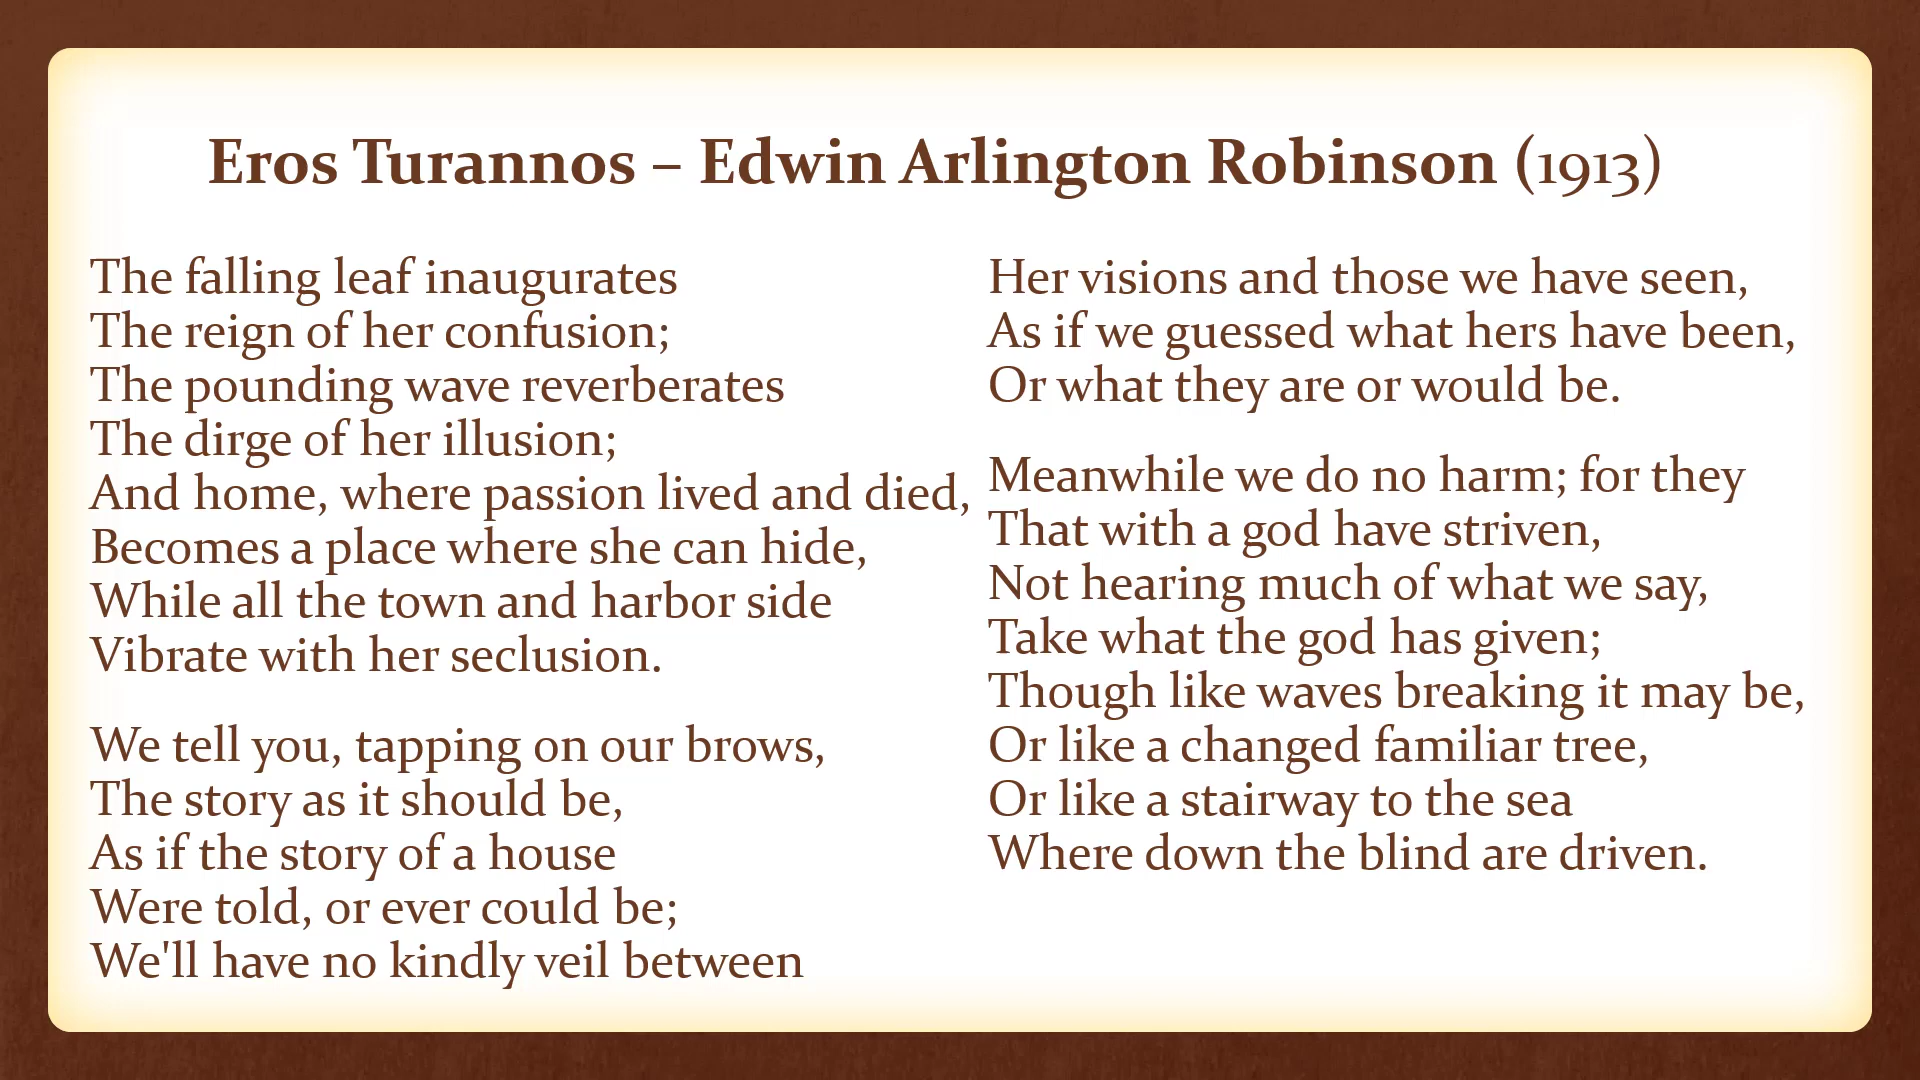 Eros Turannos – Edwin Arlington Robinson (1913)
The falling leaf inaugurates
The reign of her confusion;
The pounding wave reverberates
The dirge of her illusion;
And home, where passion lived and died,
Becomes a place where she can hide,
While all the town and harbor side
Vibrate with her seclusion.
We tell you, tapping on our brows,
The story as it should be,
As if the story of a house
Were told, or ever could be;
We'll have no kindly veil between
Her visions and those we have seen,
As if we guessed what hers have been,
Or what they are or would be.
Meanwhile we do no harm; for they
That with a god have striven,
Not hearing much of what we say,
Take what the god has given;
Though like waves breaking it may be,
Or like a changed familiar tree,
Or like a stairway to the sea
Where down the blind are driven.